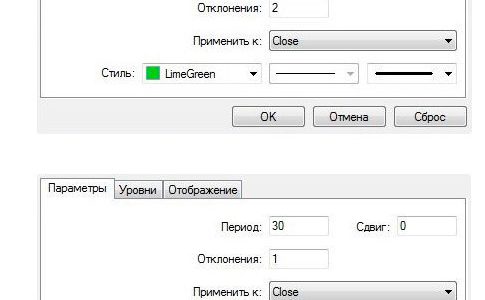 Отклонения: 2
Применить к: Close
Стиль: LimeGreen
OK Отмена Сброс
Параметры Уровни Отображение
Период: 30 Сдвиг: 0
Отклонения: 1
Применить к: Close